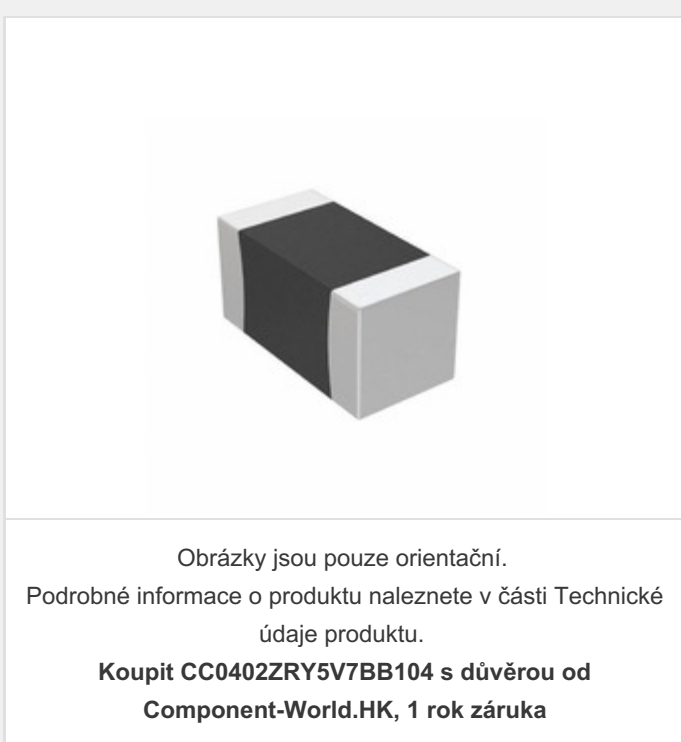 Obrázky jsou pouze orientační.
Podrobné informace o produktu naleznete v části Technické
údaje produktu.
Koupit CC0402ZRY5V7BB104 s důvěrou od
Component-World.HK, 1 rok záruka